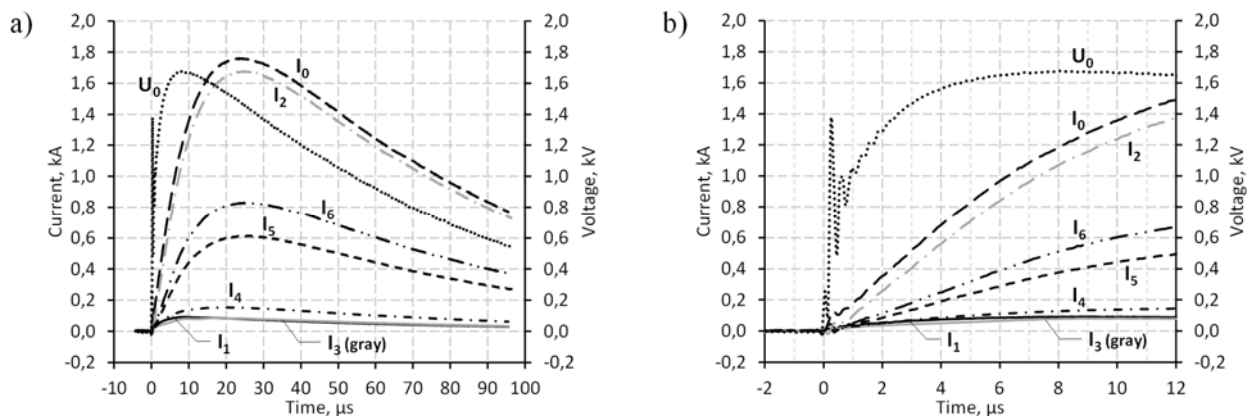 a)
2,0 2,0
1,8 1,8
1,6 1,6
1,4 1,4
1,2 1,2
1,0 1,0
0,8 0,8
0,6 0,6
0,4 0,4
0,2 0,2
0,0 0,0
-0,2 -0,2
Current, kA
Voltage, kV
U0
I0
I2
I6
I5
I4
I1
I3 (gray)
-10 0 10 20 30 40 50 60 70 80 90 100
Time, µs
b)
2,0 2,0
1,8 1,8
1,6 1,6
1,4 1,4
1,2 1,2
1,0 1,0
0,8 0,8
0,6 0,6
0,4 0,4
0,2 0,2
0,0 0,0
-0,2 -0,2
Current, kA
Voltage, kV
U0
I0
I2
I6
I5
I4
I1
I3 (gray)
-2 0 2 4 6 8 10 12
Time, µs